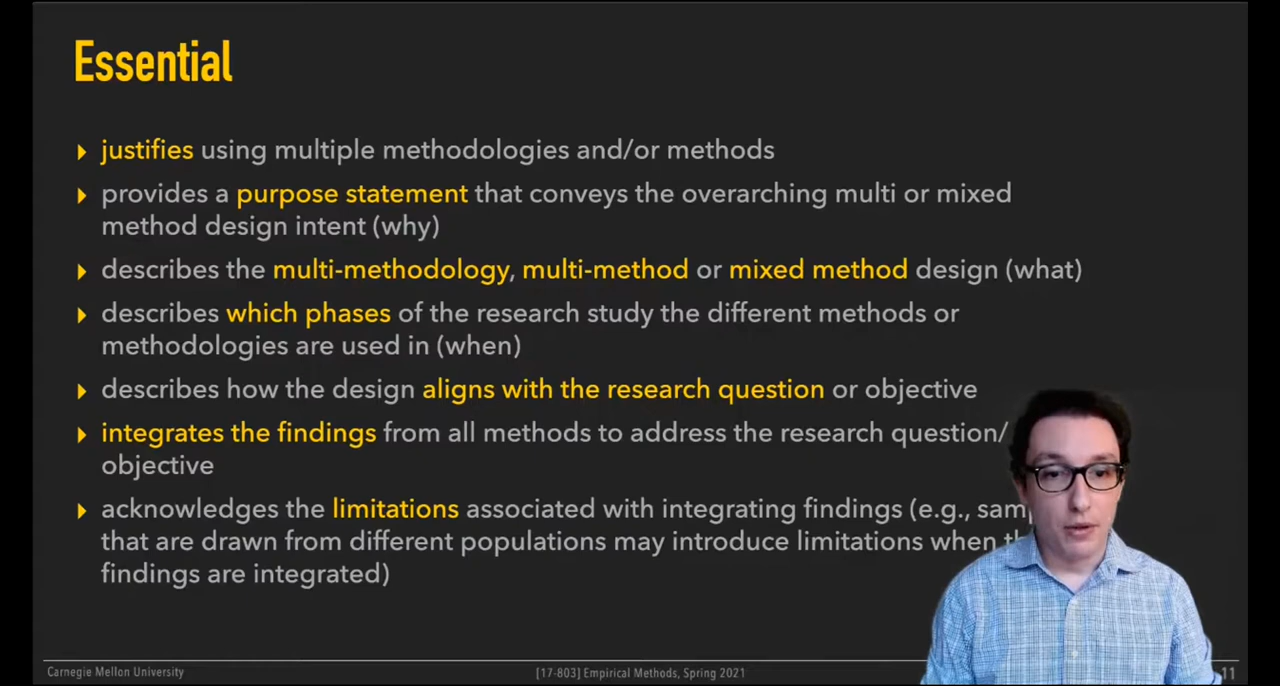 Essential
justifies using multiple methodologies and/or methods
provides a purpose statement that conveys the overarching multi or mixed
method design intent (why)
describes the multi-methodology, multi-method or mixed method design (what)
describes which phases of the research study the different methods or
methodologies are used in (when)
describes how the design aligns with the research question or objective
integrates the findings from all methods to address the research question/
objective
acknowledges the limitations associated with integrating findings (e.g.,
that are drawn from different populations may introduce limitations when
findings are integrated)
Carnegie Mellon University
[17-803] Empirical Methods, Spring 2021
11